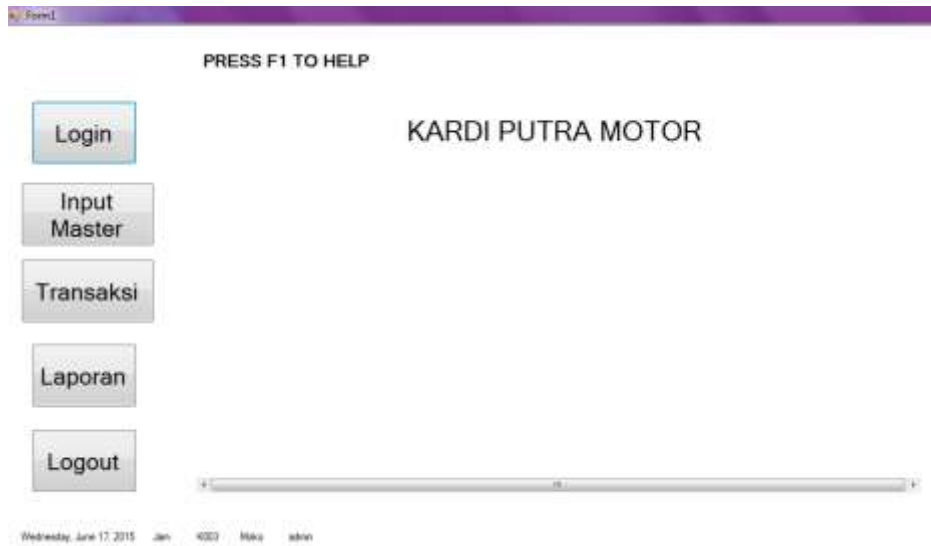 Form1
PRESS F1 TO HELP
KARDI PUTRA MOTOR
Login
Input
Master
Transaksi
Laporan
Logout
Wednesday, June 17, 2015 Jam K003 admin